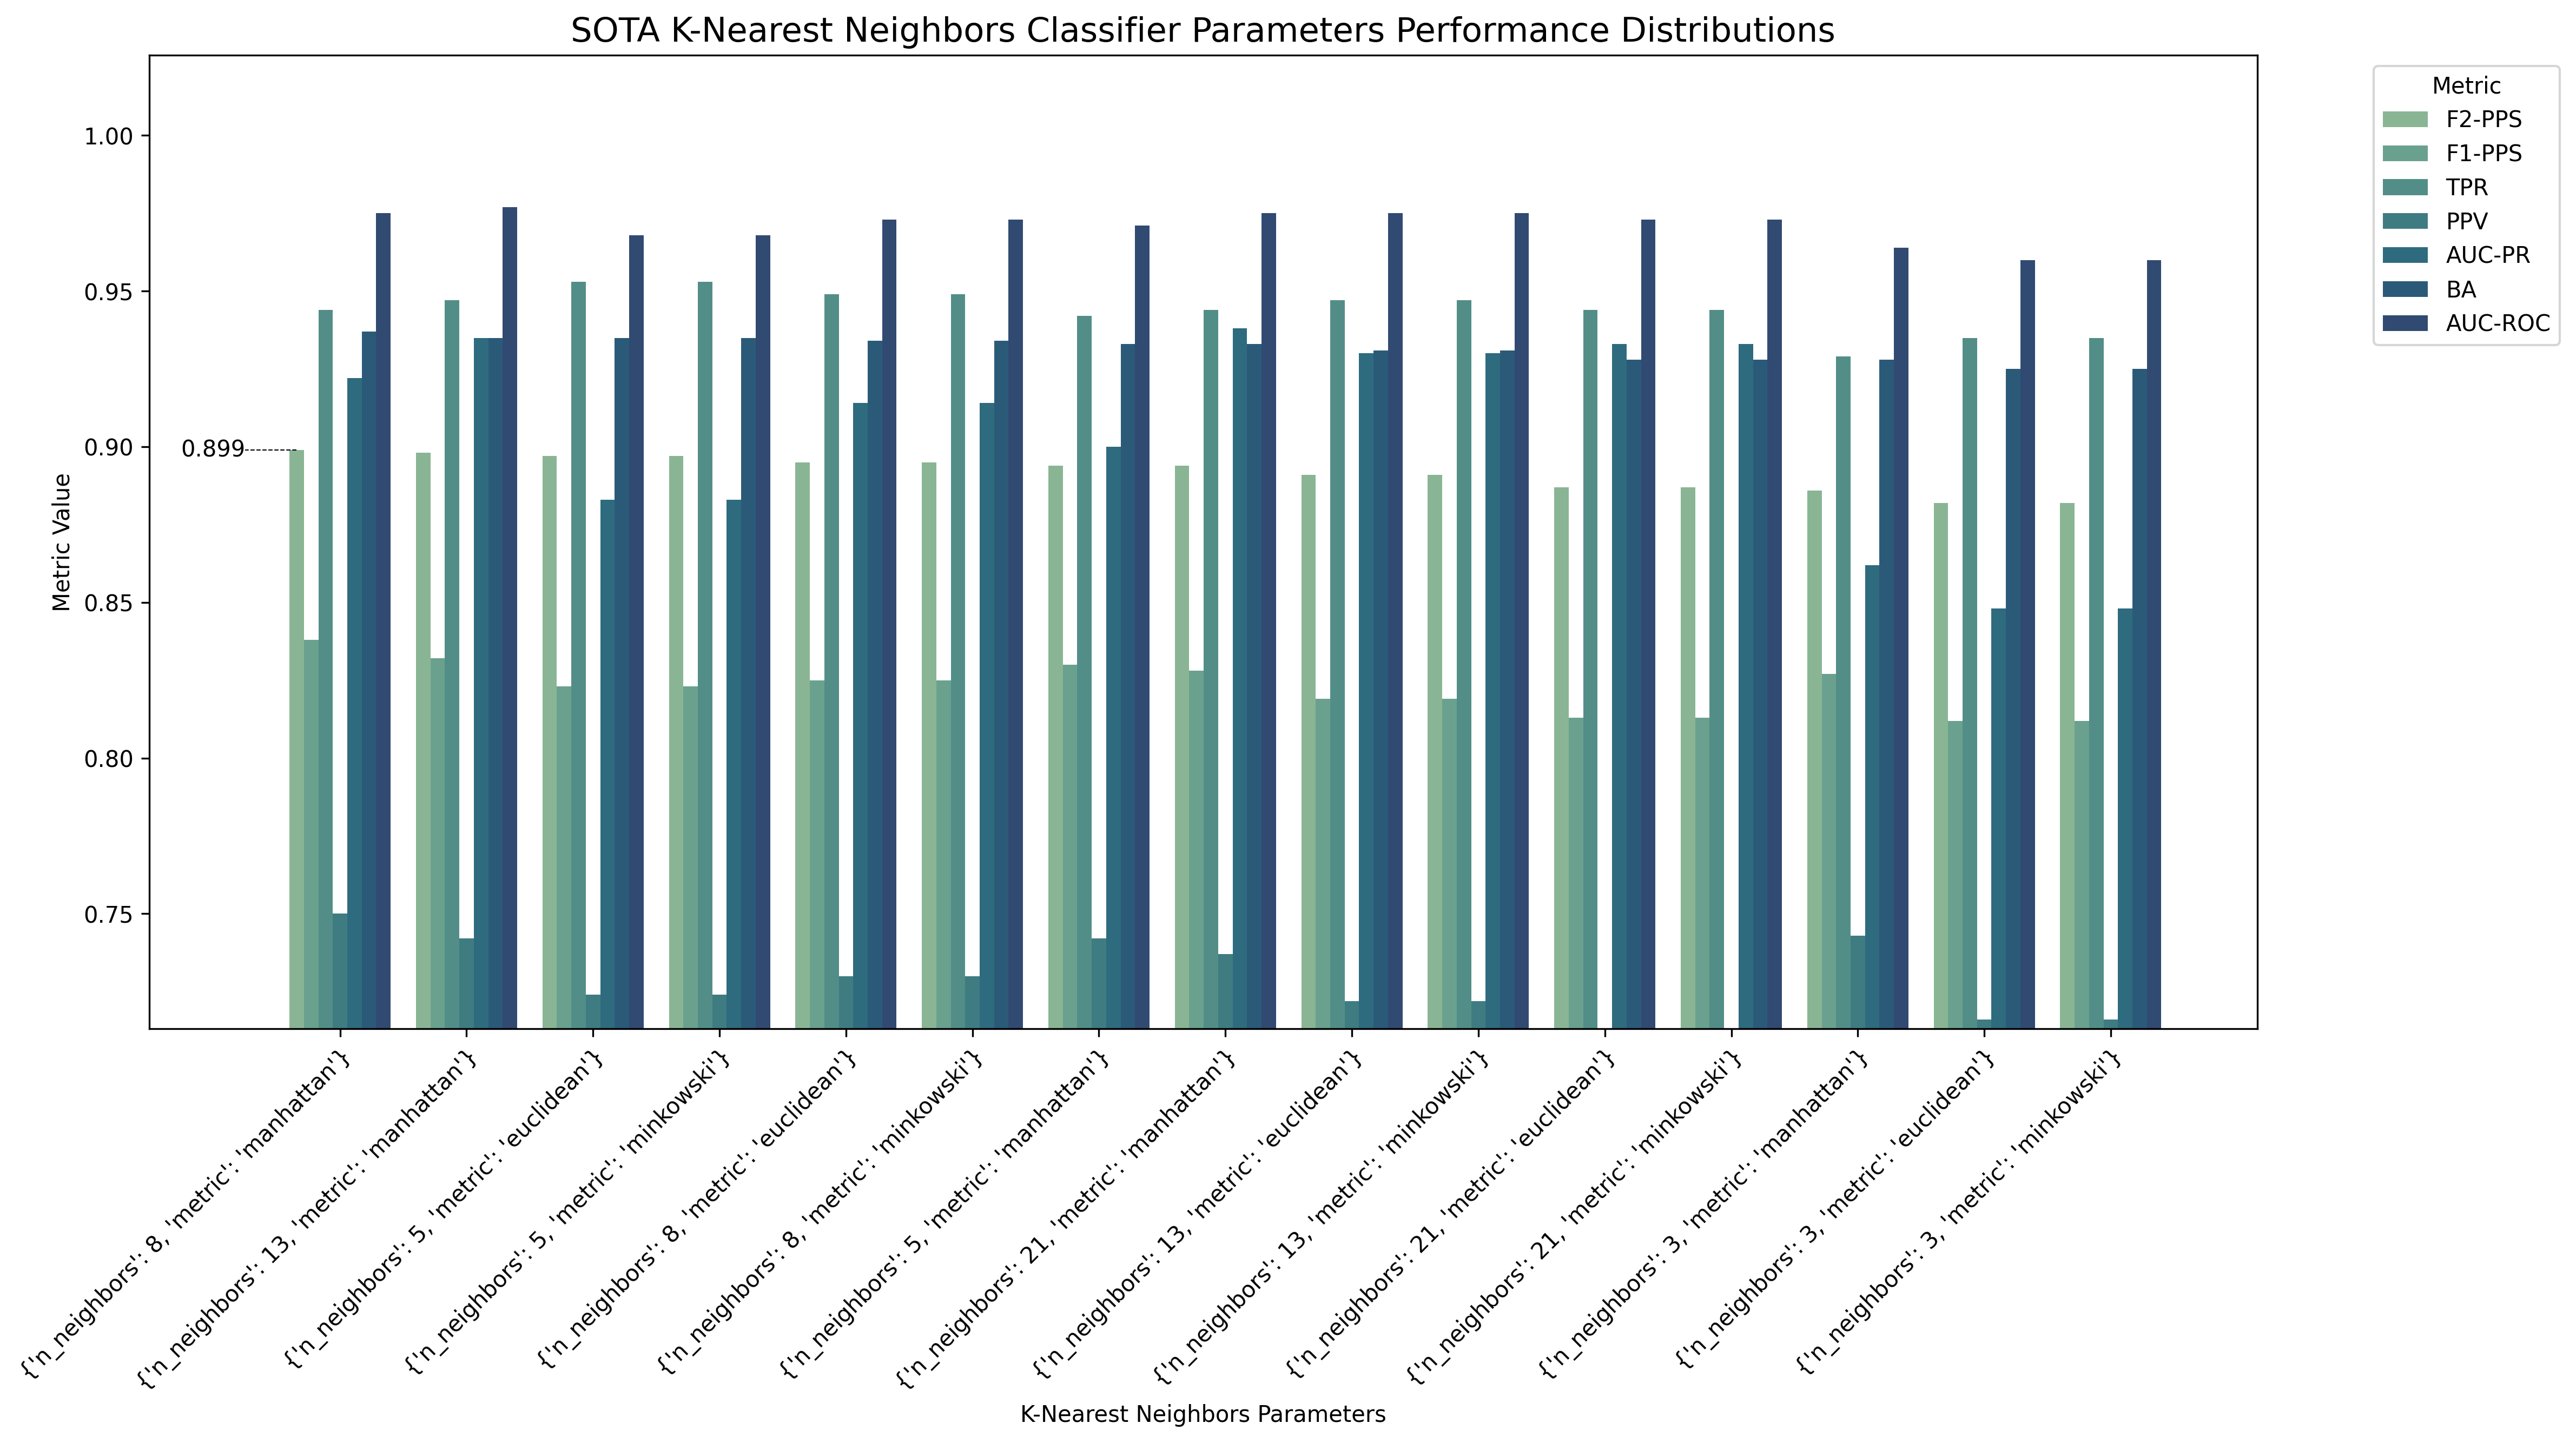 SOTA K-Nearest Neighbors Classifier Parameters Performance Distributions
Metric
F2-PPS
F1-PPS
TPR
PPV
AUC-PR
BA
AUC-ROC
1.00
0.95
0.90
0.85
0.80
0.75
Metric Value
0.899
{'n_neighbors': 8, 'metric': 'manhattan'}
{'n_neighbors': 13, 'metric': 'manhattan'}
{'n_neighbors': 5, 'metric': 'euclidean'}
{'n_neighbors': 5, 'metric': 'minkowski'}
{'n_neighbors': 8, 'metric': 'euclidean'}
{'n_neighbors': 8, 'metric': 'minkowski'}
{'n_neighbors': 5, 'metric': 'manhattan'}
{'n_neighbors': 21, 'metric': 'manhattan'}
{'n_neighbors': 13, 'metric': 'euclidean'}
{'n_neighbors': 13, 'metric': 'minkowski'}
{'n_neighbors': 21, 'metric': 'euclidean'}
{'n_neighbors': 21, 'metric': 'minkowski'}
{'n_neighbors': 3, 'metric': 'manhattan'}
{'n_neighbors': 3, 'metric': 'euclidean'}
{'n_neighbors': 3, 'metric': 'minkowski'}
K-Nearest Neighbors Parameters